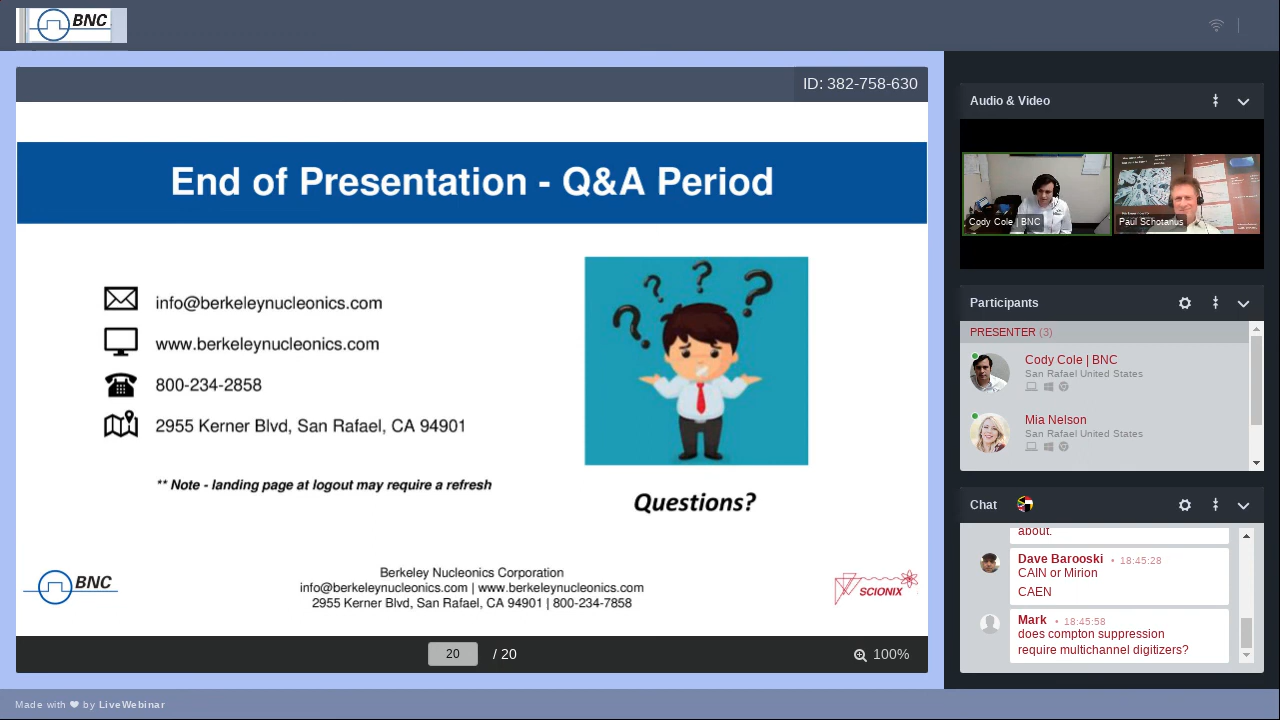 BNC
ID: 382-758-630
End of Presentation - Q&A Period
info@berkeleynucleonics.com
www.berkeleynucleonics.com
800-234-2858
2955 Kerner Blvd, San Rafael, CA 94901
** Note - landing page at logout may require a refresh
Questions?
BNC
Berkeley Nucleonics Corporation
info@berkeleynucleonics.com | www.berkeleynucleonics.com
2955 Kerner Blvd, San Rafael, CA 94901 | 800-234-7858
SCIONIX
20 / 20
100%
Audio & Video
Cody Cole | BNC
Paul Schotanus
Participants
PRESENTER (3)
Cody Cole | BNC
San Rafael United States
Mia Nelson
San Rafael United States
Chat
about.
Dave Barooski • 18:45:28
CAIN or Mirion
CAEN
Mark • 18:45:58
does compton suppression
require multichannel digitizers?
Made with ❤ by LiveWebinar